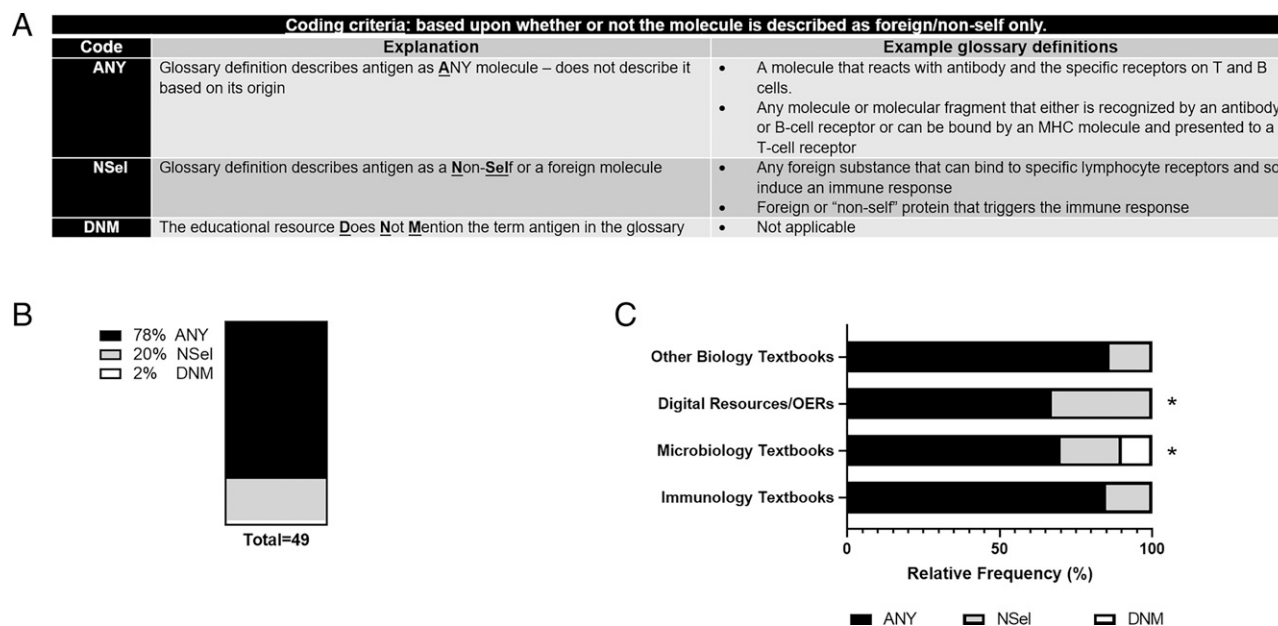 A
Coding criteria: based upon whether or not the molecule is described as foreign/non-self only.
Code Explanation Example glossary definitions
ANY Glossary definition describes antigen as ANY molecule – does not describe it
based on its origin
• A molecule that reacts with antibody and the specific receptors on T and B
cells.
• Any molecule or molecular fragment that either is recognized by an antibody
or B-cell receptor or can be bound by an MHC molecule and presented to a
T-cell receptor
NSel Glossary definition describes antigen as a Non-Self or a foreign molecule
• Any foreign substance that can bind to specific lymphocyte receptors and so
induce an immune response
• Foreign or “non-self” protein that triggers the immune response
DNM The educational resource Does Not Mention the term antigen in the glossary
• Not applicable
B
78% ANY
20% NSel
2% DNM
Total=49
C
Other Biology Textbooks
Digital Resources/OERs *
Microbiology Textbooks *
Immunology Textbooks
0 50 100
Relative Frequency (%)
ANY NSel DNM